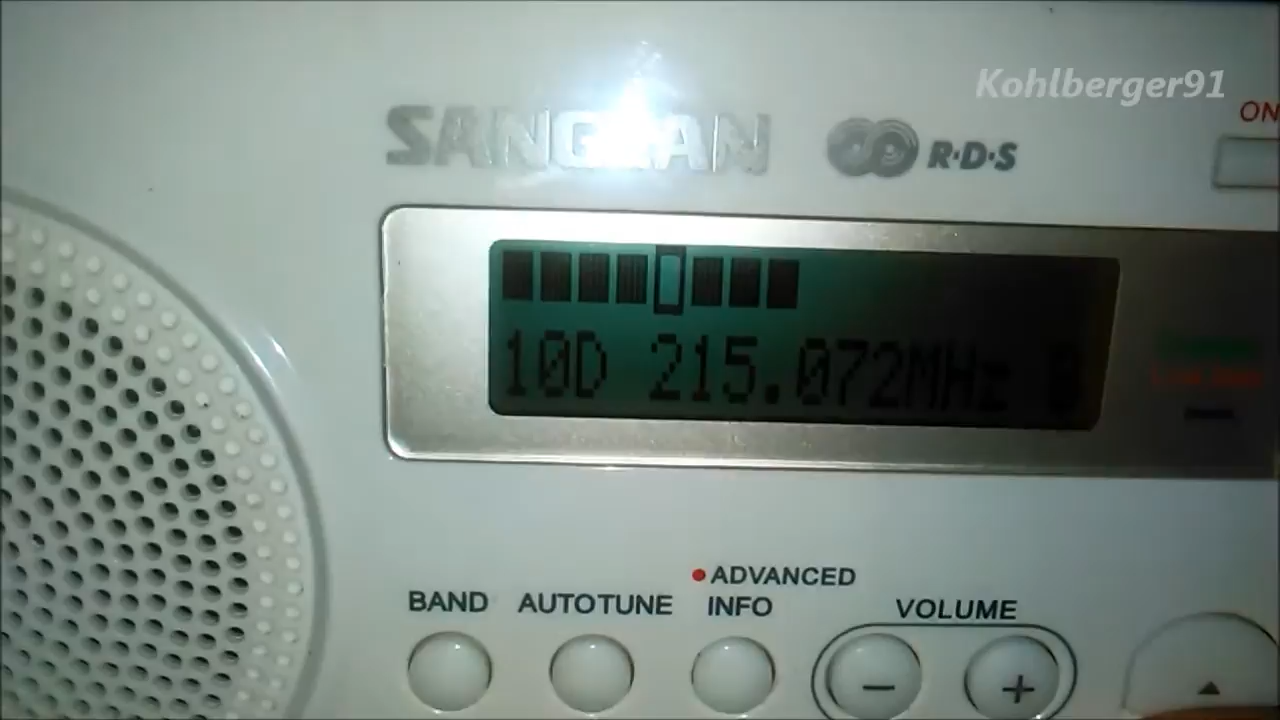 Kohlberger91
SANGEAN
R·D·S
ON
10D 215.072MHz
ADVANCED
BAND AUTOTUNE INFO VOLUME
− +